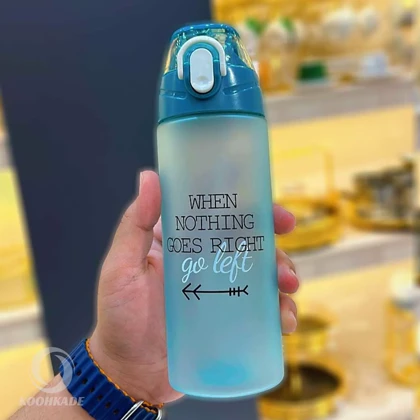 WHEN
NOTHING
GOES RIGHT
go left
KOOHKADE